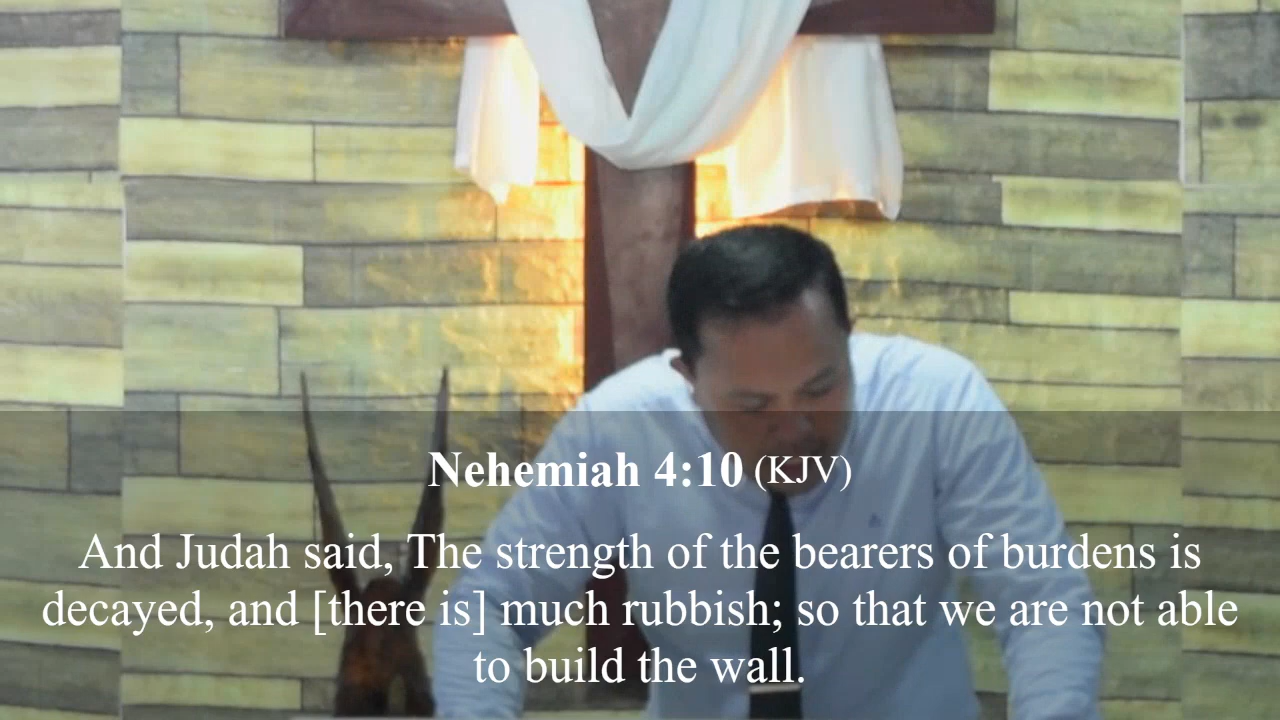 Nehemiah 4:10 (KJV)
And Judah said, The strength of the bearers of burdens is
decayed, and [there is] much rubbish; so that we are not able
to build the wall.